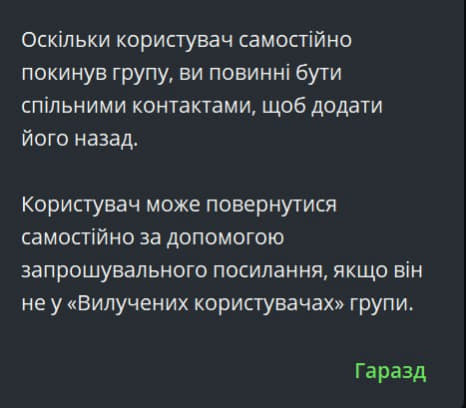 Оскільки користувач самостійно
покинув групу, ви повинні бути
спільними контактами, щоб додати
його назад.
Користувач може повернутися
самостійно за допомогою
запрошувального посилання, якщо він
не у «Вилучених користувачах» групи.
Гаразд